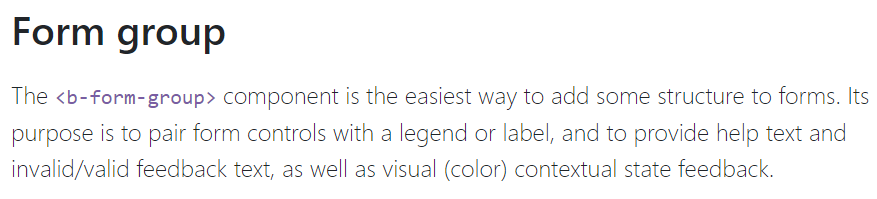 Form group
The <b-form-group> component is the easiest way to add some structure to forms. Its
purpose is to pair form controls with a legend or label, and to provide help text and
invalid/valid feedback text, as well as visual (color) contextual state feedback.